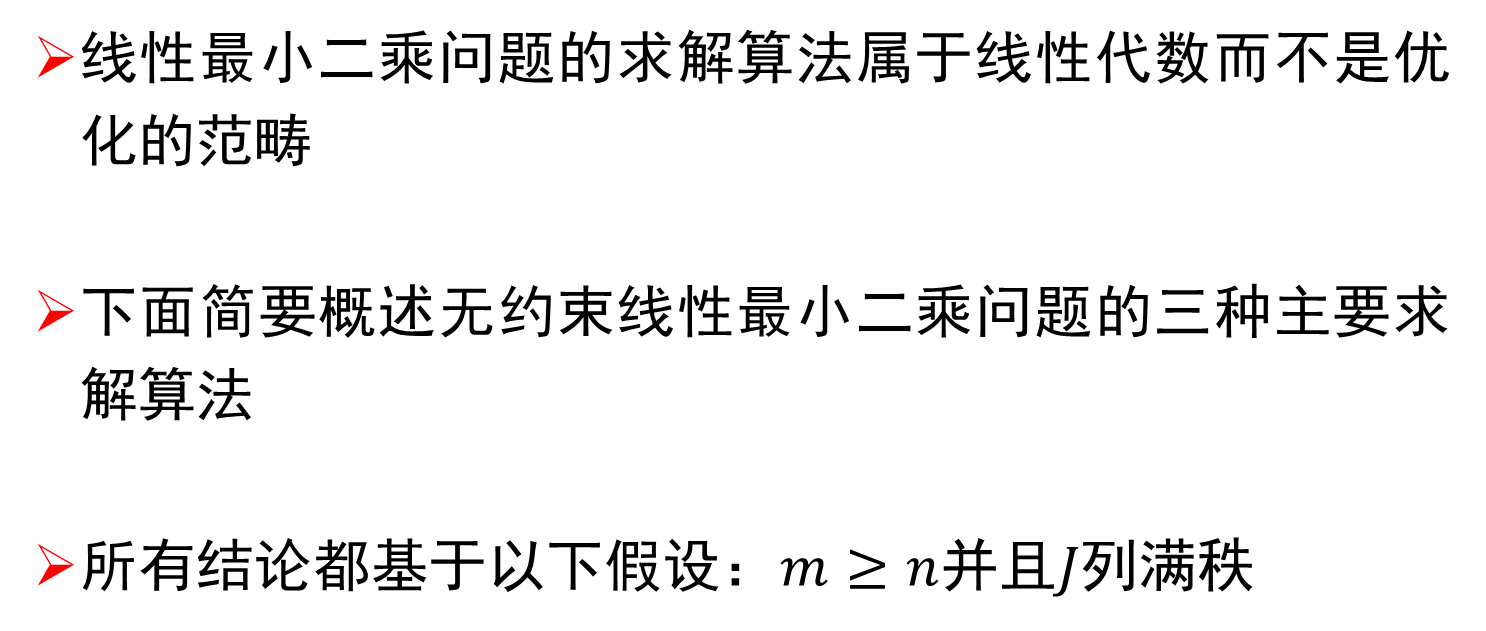 ➢线性最小二乘问题的求解算法属于线性代数而不是优
化的范畴
➢下面简要概述无约束线性最小二乘问题的三种主要求
解算法
➢所有结论都基于以下假设：m ≥ n并且J列满秩